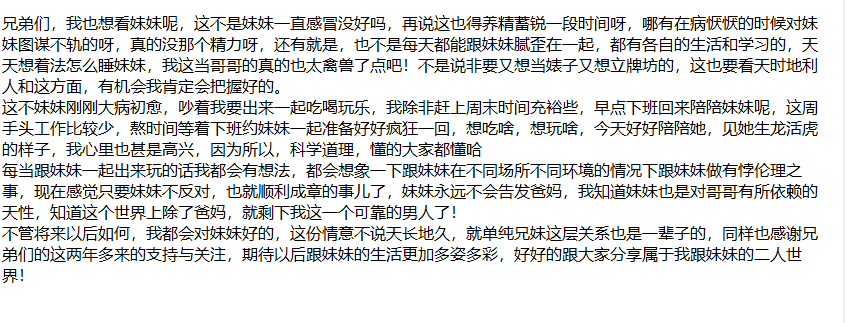 兄弟们，我也想看妹妹呢，这不是妹妹一直感冒没好吗，再说这也得养精蓄锐一段时间呀，哪有在病恹恹的时候对妹
妹图谋不轨的呀，真的没那个精力呀，还有就是，也不是每天都能跟妹妹腻歪在一起，都有各自的生活和学习的，天
天想着法怎么睡妹妹，我这当哥哥的真的也太禽兽了点吧！不是说非要又想当婊子又想立牌坊的，这也要看天时地利
人和这方面，有机会我肯定会把握好的。
这不妹妹刚刚大病初愈，吵着我要出来一起吃喝玩乐，我除非赶上周末时间充裕些，早点下班回来陪陪妹妹呢，这周
手头工作比较少，熬时间等着下班约妹妹一起准备好好疯狂一回，想吃啥，想玩啥，今天好好陪陪她，见她生龙活虎
的样子，我心里也甚是高兴，因为所以，科学道理，懂的大家都懂哈
每当跟妹妹一起出来玩的话我都会有想法，都会想象一下跟妹妹在不同场所不同环境的情况下跟妹妹做有悖伦理之
事，现在感觉只要妹妹不反对，也就顺利成章的事儿了，妹妹永远不会告发爸妈，我知道妹妹也是对哥哥有所依赖的
天性，知道这个世界上除了爸妈，就剩下我这一个可靠的男人了！
不管将来以后如何，我都会对妹妹好的，这份情意不说天长地久，就单纯兄妹这层关系也是一辈子的，同样也感谢兄
弟们的这两年多来的支持与关注，期待以后跟妹妹的生活更加多姿多彩，好好的跟大家分享属于我跟妹妹的二人世
界！